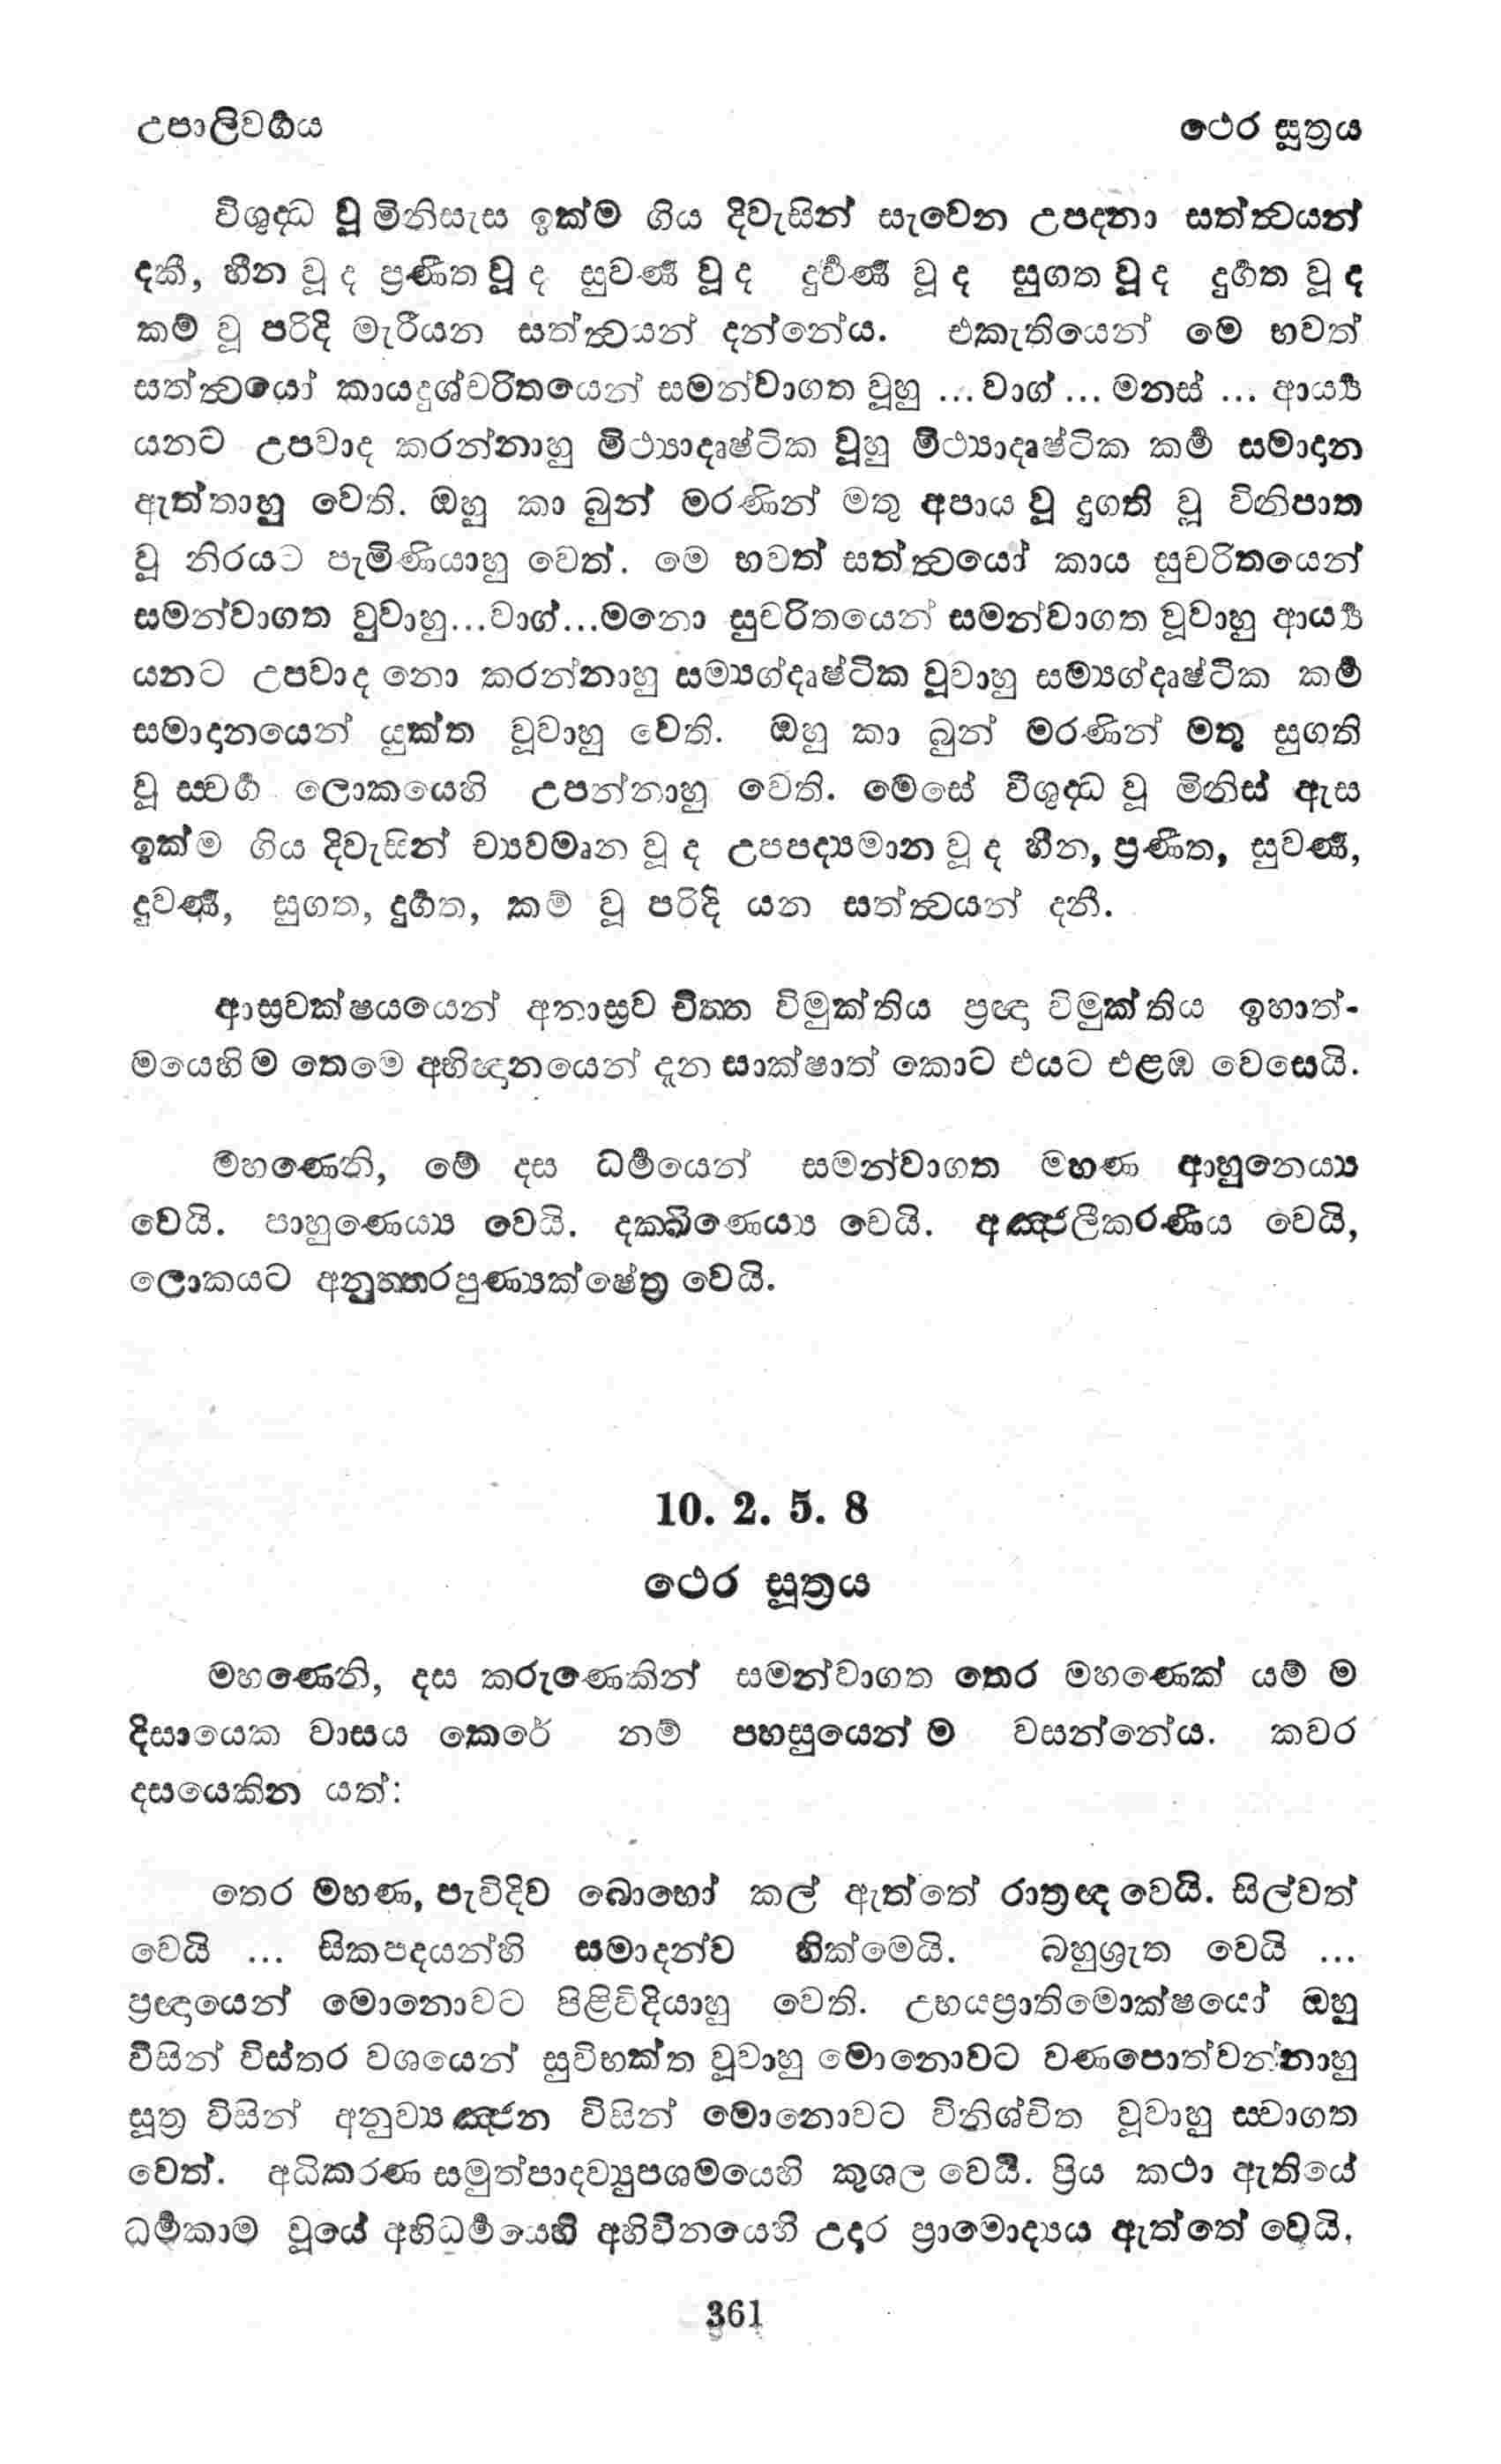 උපාලිවර්‍ගය ථෙර සූත්‍රය
විශුද්ධ වූ මිනිසැස ඉක්ම ගිය දිවැසින් සැවෙන උපදනා සත්ත්‍වයන්
දකී, හීන වූ ද ප්‍රණීත වූ ද සුවර්‍ණ වූ ද දුර්‍වර්‍ණ වූ ද සුගත වූ ද දුර්‍ගත වූ ද
කම් වූ පරිදි මැරීයන සත්ත්‍වයන් දන්නේය. එකැතියෙන් මෙ භවත්
සත්ත්‍වයෝ කායදුශ්චරිතයෙන් සමන්වාගත වූහු ... වාග් ... මනස් ... ආර්‍ය්‍ය
යනට උපවාද කරන්නාහු මිථ්‍යාදෘෂ්ටික වූහු මිථ්‍යාදෘෂ්ටික කර්‍ම සමාදාන
ඇත්තාහු වෙති. ඔහු කා බුන් මරණින් මතු අපාය වූ දුගති වූ විනිපාත
වූ නිරයට පැමිණියාහු වෙත්. මෙ භවත් සත්ත්‍වයෝ කාය සුචරිතයෙන්
සමන්වාගත වුවාහු...වාග්...මනො සුචරිතයෙන් සමන්වාගත වූවාහු ආර්‍ය්‍ය
යනට උපවාද නො කරන්නාහු සම්‍යග්දෘෂ්ටික වූවාහු සම්‍යග්දෘෂ්ටික කර්‍ම
සමාදානයෙන් යුක්ත වූවාහු වෙති. ඔහු කා බුන් මරණින් මතු සුගති
වූ ස්වර්‍ග ලොකයෙහි උපන්නාහු වෙති. මෙසේ විශුද්ධ වූ මිනිස් ඇස
ඉක්ම ගිය දිවැසින් ච්‍යවමෘන වූ ද උපපද්‍යමාන වූ ද හීන, ප්‍රණීත, සුවර්‍ණ,
දුවර්‍ණ, සුගත, දුර්‍ගත, කම් වූ පරිදි යන සත්ත්‍වයන් දනී.
ආස්‍රවක්ෂයයෙන් අනාස්‍රව චිත්ත විමුක්තිය ප්‍රඥා විමුක්තිය ඉහාත්-
මයෙහි ම තෙමෙ අභිඥානයෙන් දැන සාක්ෂාත් කොට එයට එළඹ වෙසෙයි.
මහණෙනි, මේ දස ධර්‍මයෙන් සමන්වාගත මහණ ආහුනෙය්‍ය
වෙයි. පාහුණෙය්‍ය වෙයි. දක්ඛිණෙය්‍ය වෙයි. අඤ්ජලීකරණීය වෙයි,
ලොකයට අනුත්තරපුණ්‍යක්ෂේත්‍ර වෙයි.
10. 2. 5. 8
ථෙර සූත්‍රය
මහණෙනි, දස කරුණෙකින් සමන්වාගත තෙර මහණෙක් යම් ම
දිසායෙක වාසය කෙරේ නම් පහසුයෙන් ම වසන්නේය. කවර
දසයෙකින යත්:
තෙර මහණ, පැවිදිව බොහෝ කල් ඇත්තේ රාත්‍රඥ වෙයි. සිල්වත්
වෙයි ... සිකපදයන්හි සමාදන්ව හික්මෙයි. බහුශ්‍රුත වෙයි ...
ප්‍රඥායෙන් මොනොවට පිළිවිදියාහු වෙති. උභයප්‍රාතිමොක්ෂයෝ ඔහු
විසින් විස්තර වශයෙන් සුවිභක්ත වූවාහු මොනොවට වණපොත්වන්නාහු
සූත්‍ර විසින් අනුව්‍යඤ්ජන විසින් මොනොවට විනිශ්චිත වූවාහු ස්වාගත
වෙත්. අධිකරණ සමුත්පාදව්‍යුපශමයෙහි කුශල වෙයි. ප්‍රිය කථා ඇතියේ
ධර්‍මකාම වූයේ අභිධර්‍මයෙහි අභිවිනයෙහි උදාර ප්‍රාමොද්‍යය ඇත්තේ වෙයි,
361